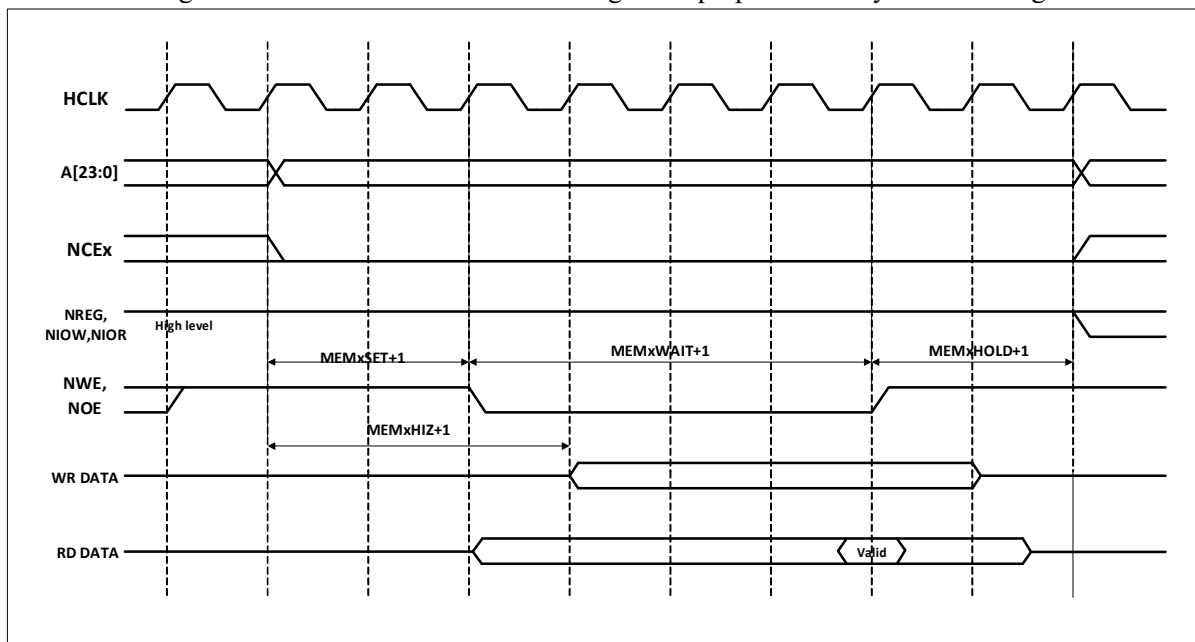 HCLK
A[23:0]
NCEx
NREG,
NIOW,NIOR
High level
MEMxSET+1
MEMxWAIT+1
MEMxHOLD+1
NWE,
NOE
MEMxHIZ+1
WR DATA
RD DATA
Valid